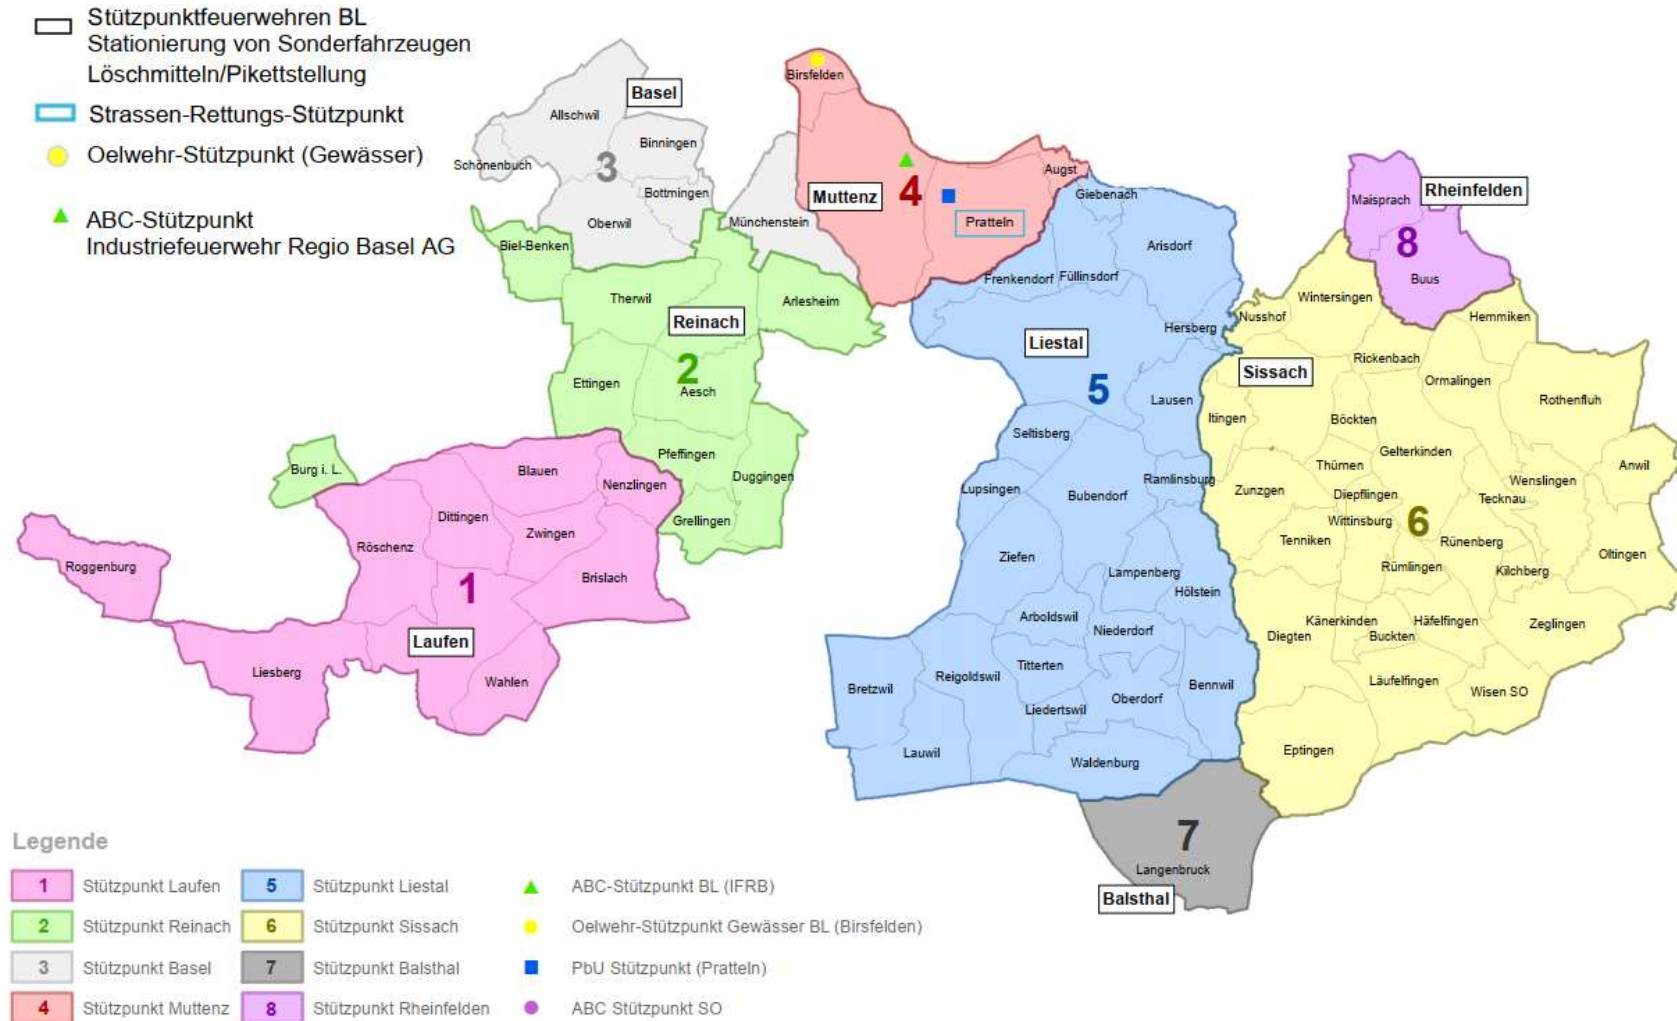 Stützpunktfeuerwehren BL
Stationierung von Sonderfahrzeugen
Löschmitteln/Pikettstellung
Strassen-Rettungs-Stützpunkt
Oelwehr-Stützpunkt (Gewässer)
ABC-Stützpunkt
Industriefeuerwehr Regio Basel AG
Basel
Allschwil
Binningen
Schönenbuch
3
Bottmingen
Oberwil
Münchenstein
Birsfelden
Muttenz
4
Augst
Pratteln
Biel-Benken
Therwil
Arlesheim
Reinach
2
Ettingen
Aesch
Pfeffingen
Duggingen
Grellingen
Burg i. L.
Blauen
Nenzlingen
Dittingen
Zwingen
Röschenz
Brislach
Roggenburg
1
Laufen
Liesberg
Wahlen
Giebenach
Arisdorf
Frenkendorf
Füllinsdorf
Hersberg
Liestal
5
Lausen
Seltisberg
Lupsingen
Bubendorf
Ramlinsburg
Ziefen
Lampenberg
Hölstein
Arboldswil
Niederdorf
Bretzwil
Reigoldswil
Titterten
Bennwil
Oberdorf
Liedertswil
Lauwil
Waldenburg
Maisprach
Rheinfelden
8
Buus
Wintersingen
Nusshof
Hemmiken
Rickenbach
Sissach
Ormalingen
Rothenfluh
Itingen
Böckten
Gelterkinden
Thürnen
Anwil
Wenslingen
Zunzgen
Diepflingen
Tecknau
Wittinsburg
6
Tenniken
Rünenberg
Oltingen
Rümlingen
Kilchberg
Känerkinden
Häfelfingen
Zeglingen
Diegten
Buckten
Läufelfingen
Wisen SO
Eptingen
7
Langenbruck
Balsthal
Legende
1 Stützpunkt Laufen 5 Stützpunkt Liestal ABC-Stützpunkt BL (IFRB)
2 Stützpunkt Reinach 6 Stützpunkt Sissach Oelwehr-Stützpunkt Gewässer BL (Birsfelden)
3 Stützpunkt Basel 7 Stützpunkt Balsthal PbU Stützpunkt (Pratteln)
4 Stützpunkt Muttenz 8 Stützpunkt Rheinfelden ABC Stützpunkt SO